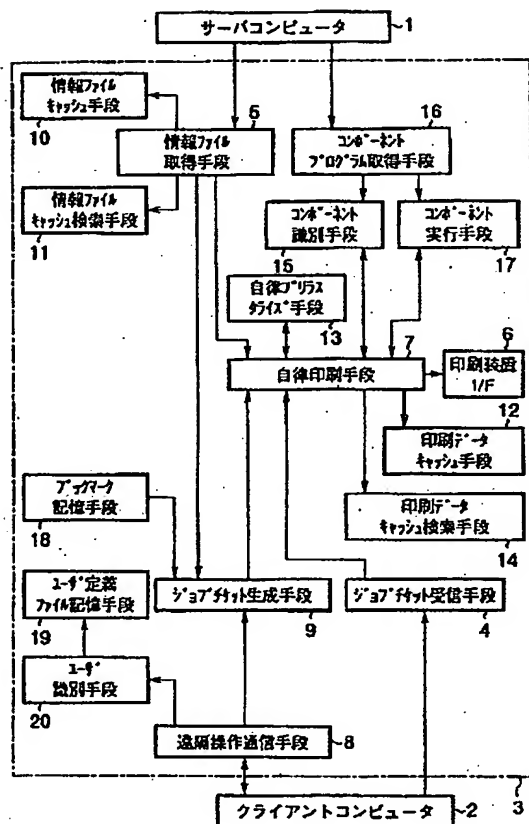 サーバコンピュータ
1
情報ファイル
キャッシュ手段
10
5
情報ファイル
取得手段
16
コンポーネント
プログラム取得手段
情報ファイル
キャッシュ検索手段
11
コンポーネント
識別手段
15
コンポーネント
実行手段
17
自律プリラス
タライズ手段
13
7
自律印刷手段
6
印刷装置
I/F
12
印刷データ
キャッシュ手段
ブックマーク
記憶手段
18
印刷データ
キャッシュ検索手段
14
ユーザ定義
ファイル記憶手段
19
ジョブチケット生成手段
9
ジョブチケット受信手段
4
ユーザ
識別手段
20
遠隔操作通信手段
8
クライアントコンピュータ
2
3